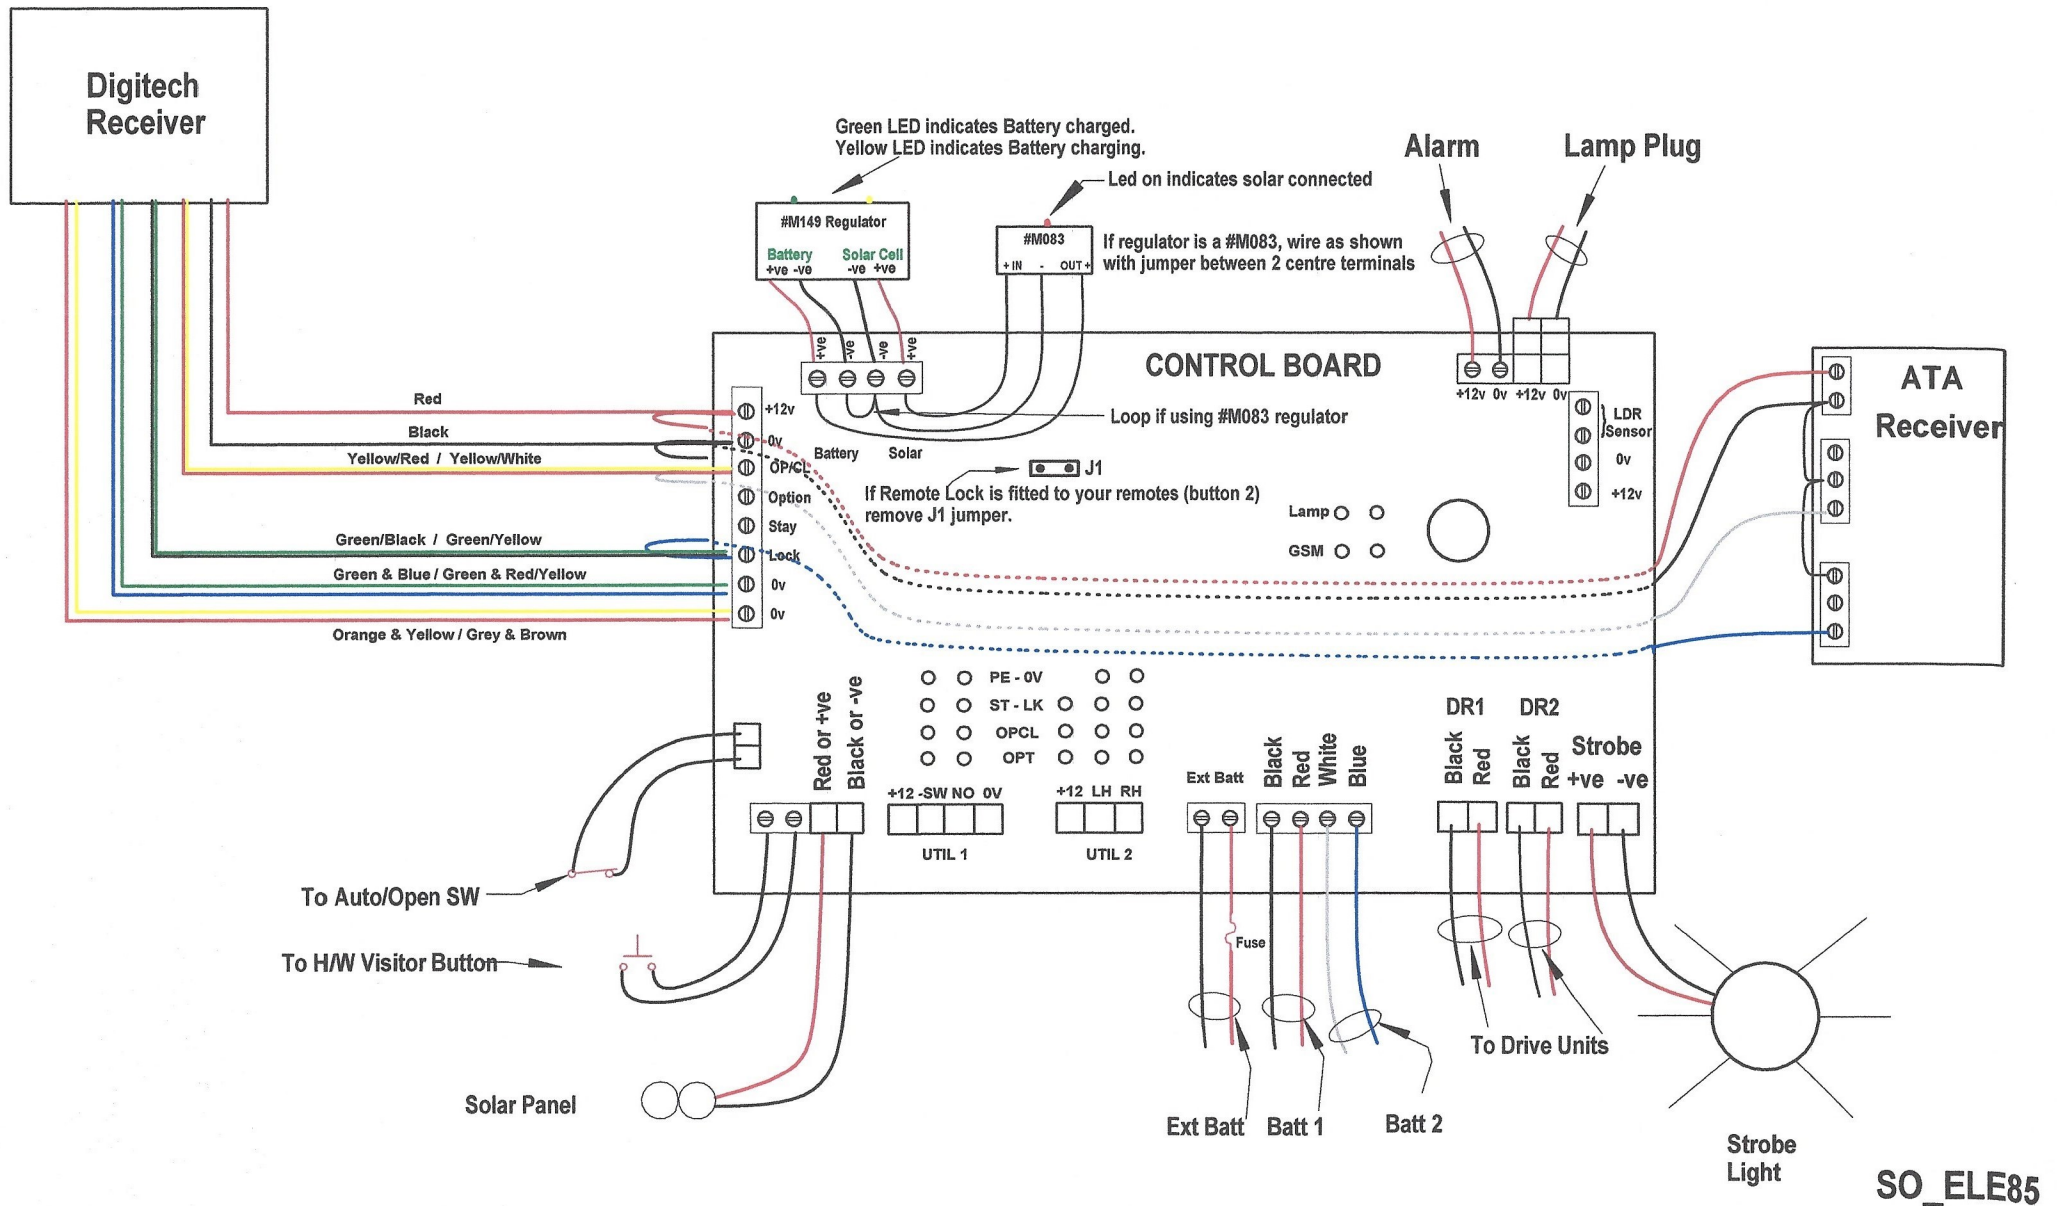 Digitech
Receiver
Green LED indicates Battery charged.
Yellow LED indicates Battery charging.
Led on indicates solar connected
Alarm
Lamp Plug
#M149 Regulator
Battery
Solar Cell
+ve -ve
-ve +ve
#M083
+ IN - OUT +
If regulator is a #M083, wire as shown
with jumper between 2 centre terminals
+ve
-ve
-ve
+ve
CONTROL BOARD
+12v 0v +12v 0v
LDR
Sensor
0v
+12v
ATA
Receiver
Red
Black
Yellow/Red / Yellow/White
Green/Black / Green/Yellow
Green & Blue / Green & Red/Yellow
Orange & Yellow / Grey & Brown
+12v
0v
OP/CL
Option
Stay
Lock
0v
0v
Battery
Solar
Loop if using #M083 regulator
J1
If Remote Lock is fitted to your remotes (button 2)
remove J1 jumper.
Lamp
GSM
PE - 0V
ST - LK
OPCL
OPT
Red or +ve
Black or -ve
+12 -SW NO 0V
UTIL 1
+12 LH RH
UTIL 2
Ext Batt
Black
Red
White
Blue
DR1
DR2
Black
Red
Black
Red
Strobe
+ve -ve
To Auto/Open SW
To H/W Visitor Button
Solar Panel
Fuse
Ext Batt
Batt 1
Batt 2
To Drive Units
Strobe
Light
SO_ELE85